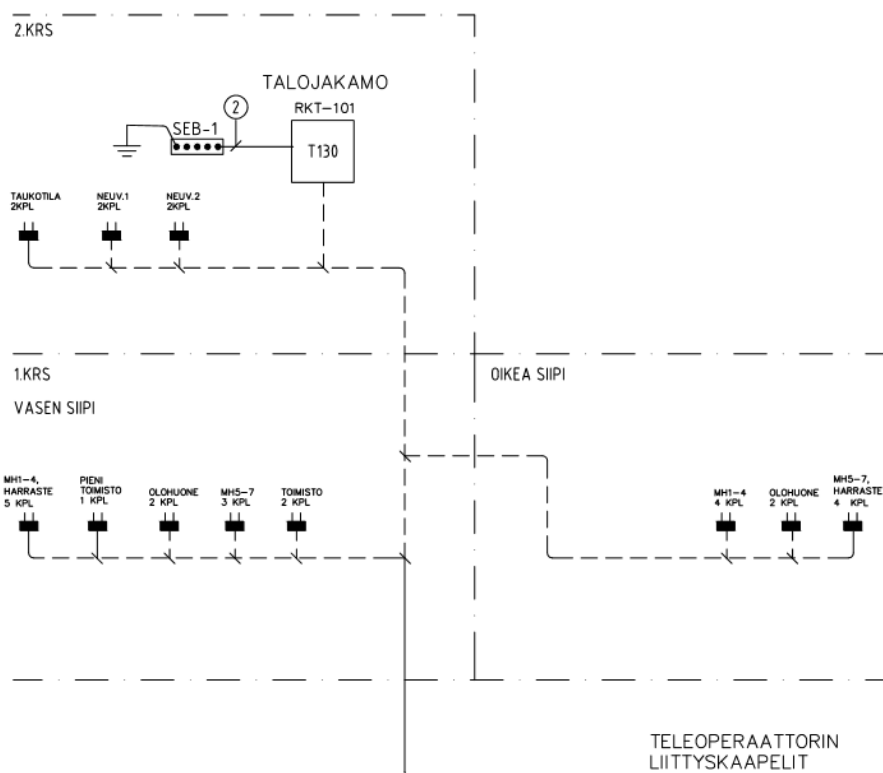 2.KRS
TALOJAKAMO
RKT-101
2
SEB-1
T130
TAUKOTILA
2KPL
NEUV.1
2KPL
NEUV.2
2KPL
1.KRS
OIKEA SIIPI
VASEN SIIPI
MH1-4,
HARRASTE
5 KPL
PIENI
TOIMISTO
1 KPL
OLOHUONE
2 KPL
MH5-7
3 KPL
TOIMISTO
2 KPL
MH1-4
4 KPL
OLOHUONE
2 KPL
MH5-7,
HARRASTE
4 KPL
TELEOPERAATTORIN
LIITTYSKAAPELIT